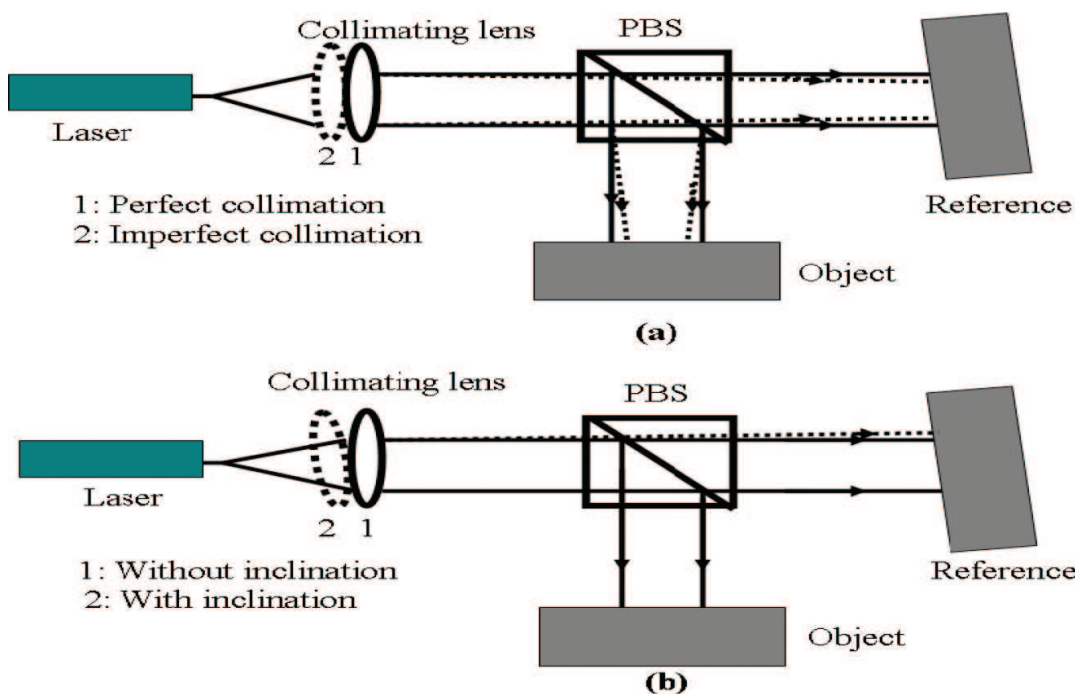 Collimating lens
PBS
Laser
2 1
1: Perfect collimation
2: Imperfect collimation
Reference
Object
(a)
Collimating lens
PBS
Laser
2 1
1: Without inclination
2: With inclination
Reference
Object
(b)